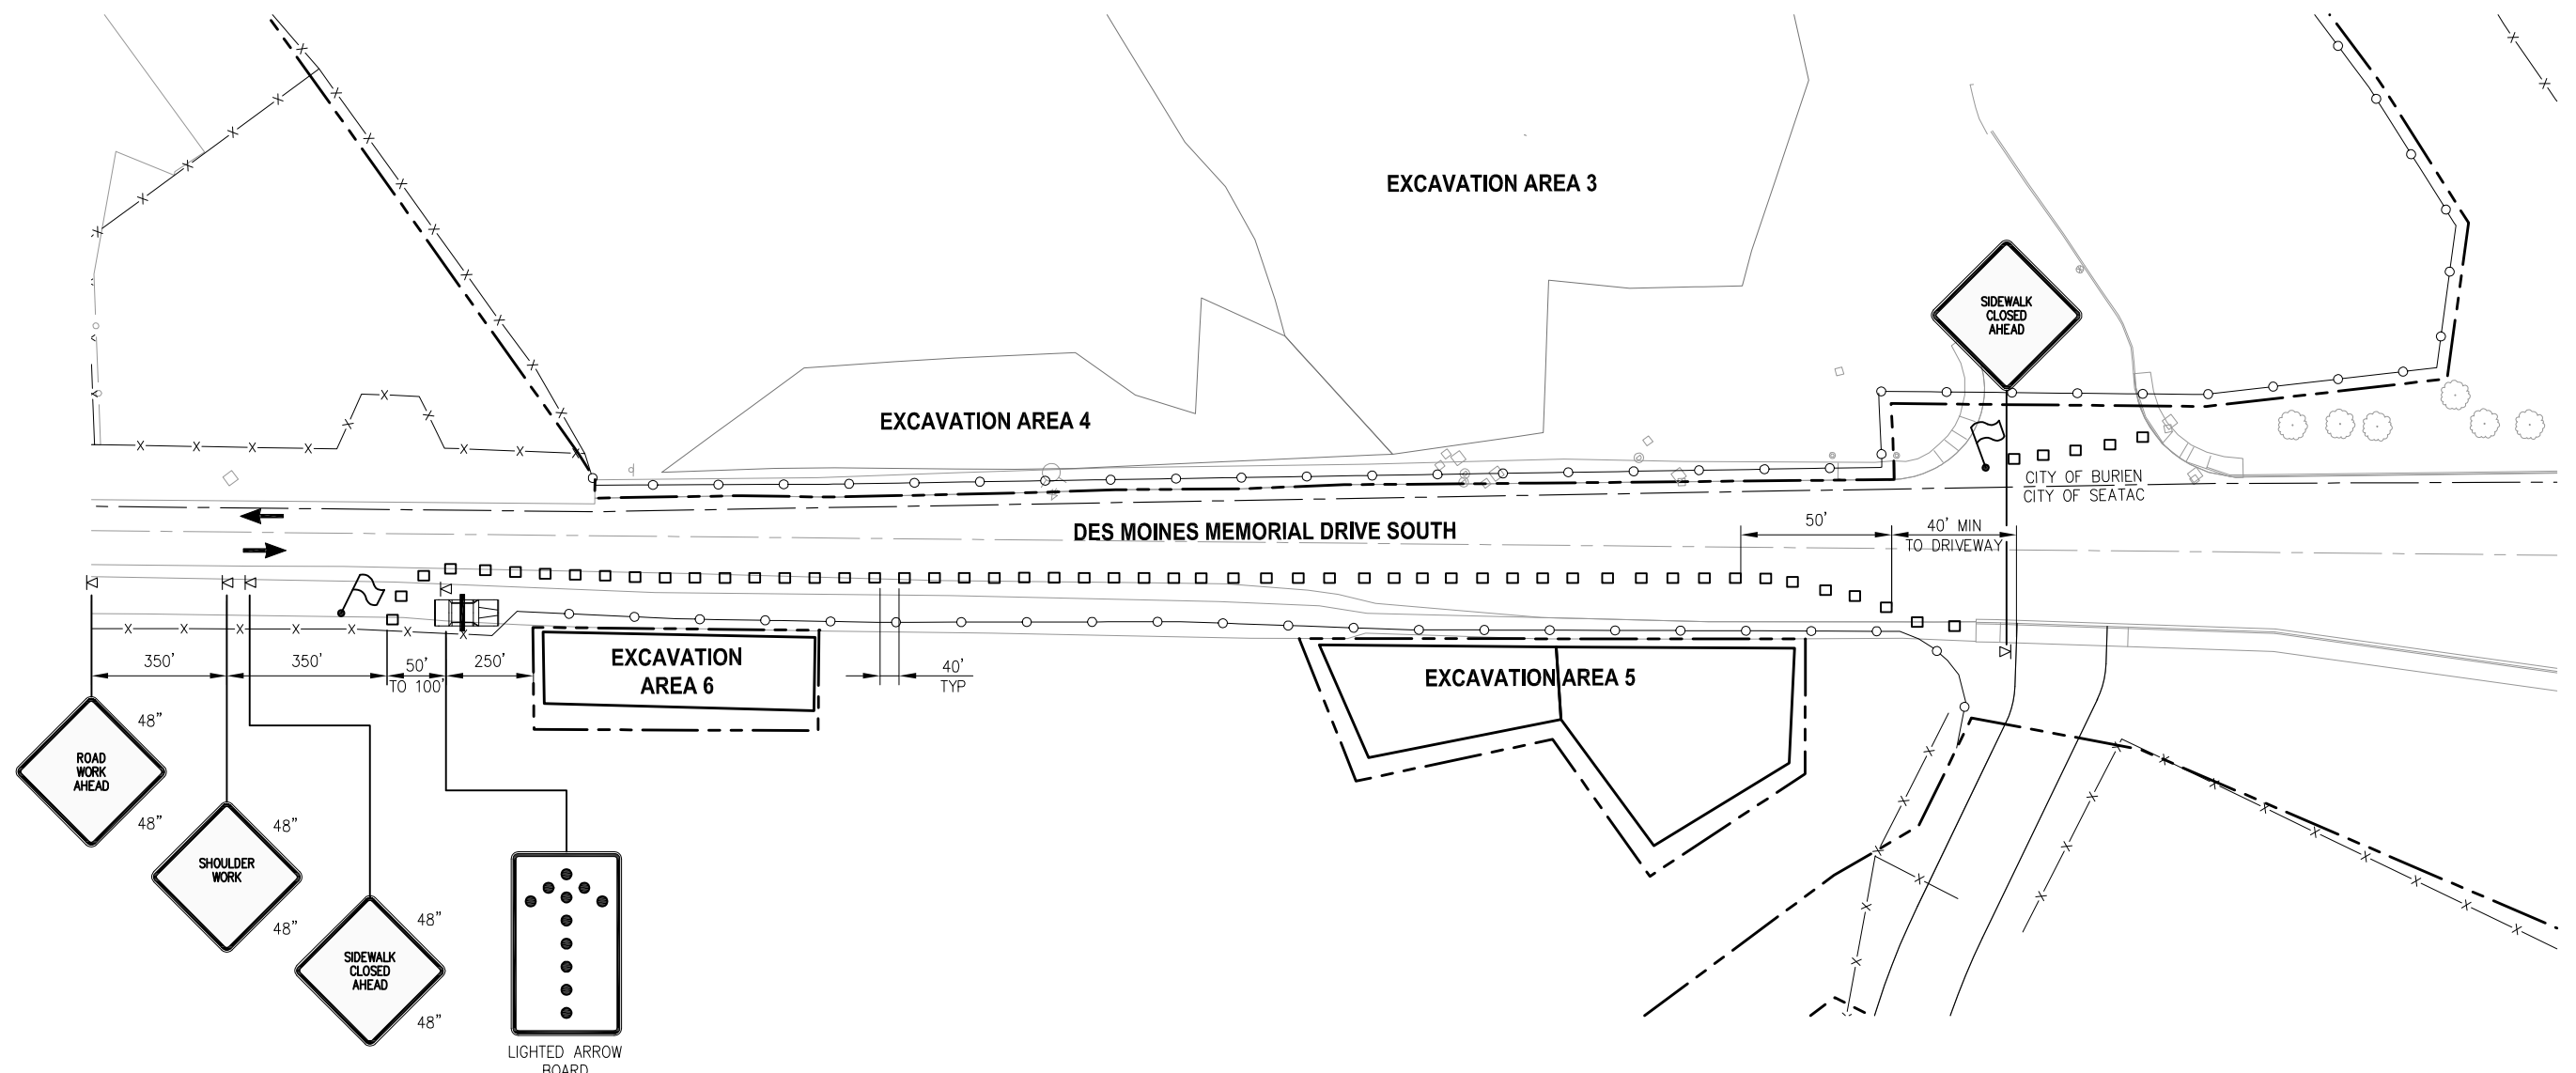 EXCAVATION AREA 3
SIDEWALK
CLOSED
AHEAD
EXCAVATION AREA 4
CITY OF BURIEN
CITY OF SEATAC
DES MOINES MEMORIAL DRIVE SOUTH
50'
40' MIN
TO DRIVEWAY
350'
350'
50'
TO 100'
250'
EXCAVATION
AREA 6
40'
TYP
EXCAVATION AREA 5
48"
ROAD
WORK
AHEAD
48"
48"
SHOULDER
WORK
48"
48"
SIDEWALK
CLOSED
AHEAD
48"
LIGHTED ARROW
BOARD